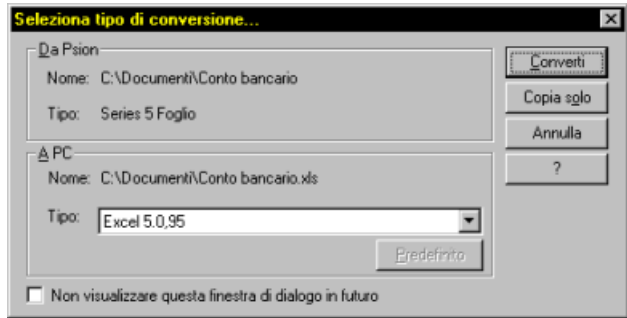 Seleziona tipo di conversione...
Da Psion
Nome: C:\Documenti\Conto bancario
Tipo: Series 5 Foglio
A PC
Nome: C:\Documenti\Conto bancario.xls
Tipo: Excel 5.0,95
Predefinito
Non visualizzare questa finestra di dialogo in futuro
Converti
Copia solo
Annulla
?